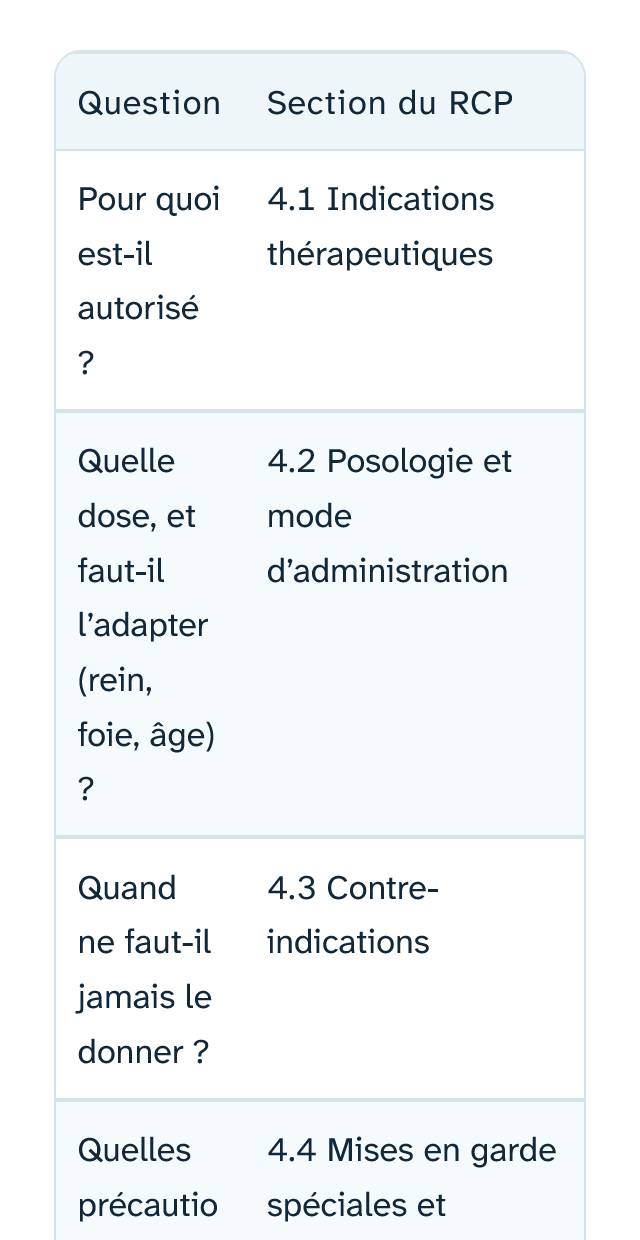 Question
Section du RCP
Pour quoi
est-il
autorisé
?
4.1 Indications
thérapeutiques
Quelle
dose, et
faut-il
l’adapter
(rein,
foie, âge)
?
4.2 Posologie et
mode
d’administration
Quand
ne faut-il
jamais le
donner ?
4.3 Contre-
indications
Quelles
précautio
4.4 Mises en garde
spéciales et